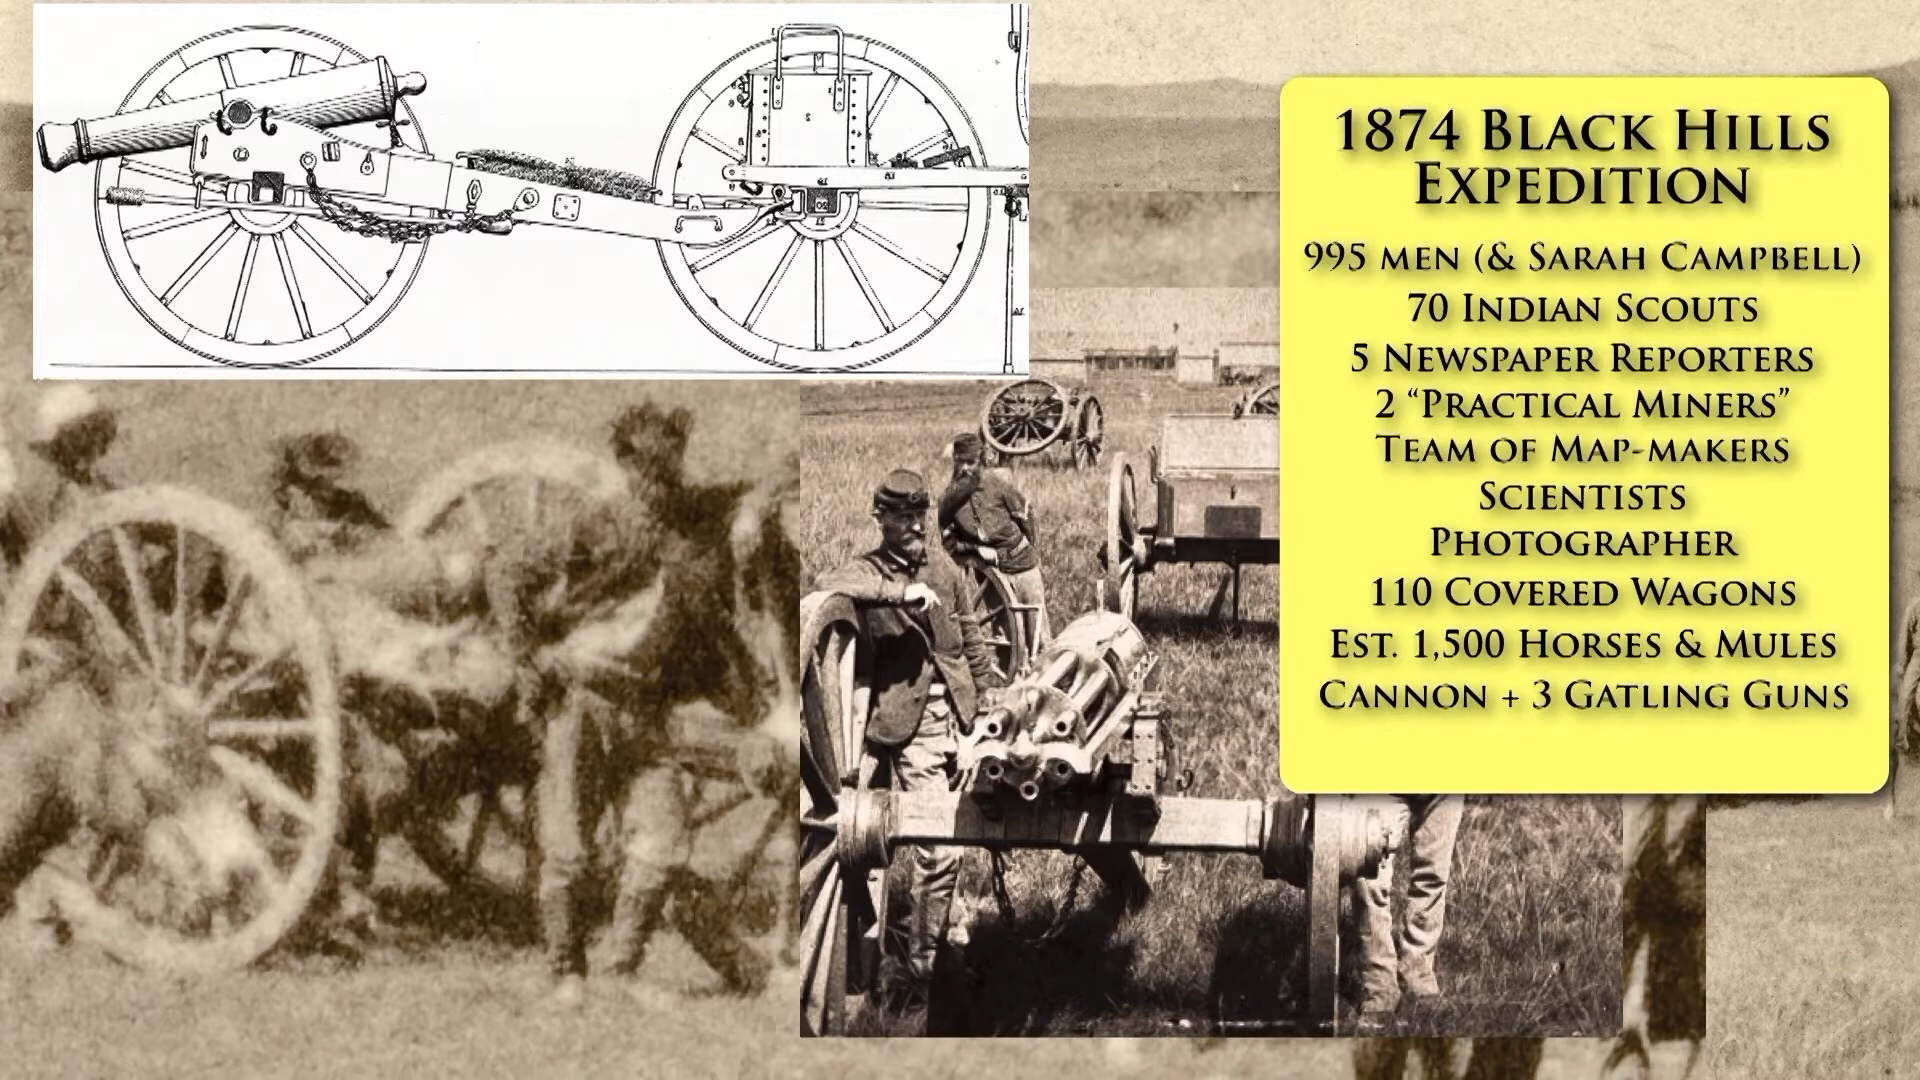 1874 Black Hills
Expedition
995 men (& Sarah Campbell)
70 Indian Scouts
5 Newspaper Reporters
2 “Practical Miners”
Team of Map-makers
Scientists
Photographer
110 Covered Wagons
Est. 1,500 Horses & Mules
Cannon + 3 Gatling Guns